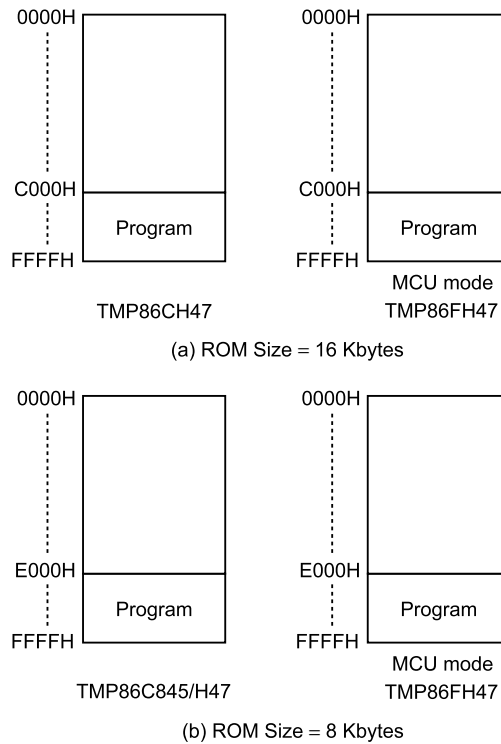 0000H 0000H
C000H C000H
Program Program
FFFFH FFFFH
MCU mode
TMP86CH47 TMP86FH47
(a) ROM Size = 16 Kbytes
0000H 0000H
E000H E000H
Program Program
FFFFH FFFFH
MCU mode
TMP86C845/H47 TMP86FH47
(b) ROM Size = 8 Kbytes